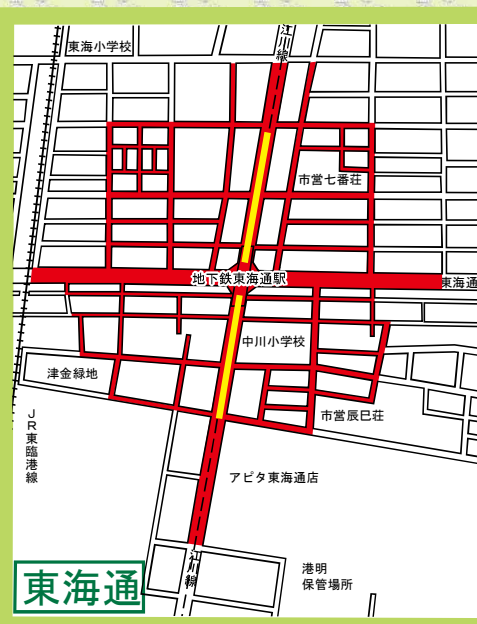 東海小学校
江川線
市営七番荘
地下鉄東海通駅
東海通
中川小学校
津金緑地
市営辰巳荘
JR東臨港線
アピタ東海通店
江川線
港明
保管場所
東海通